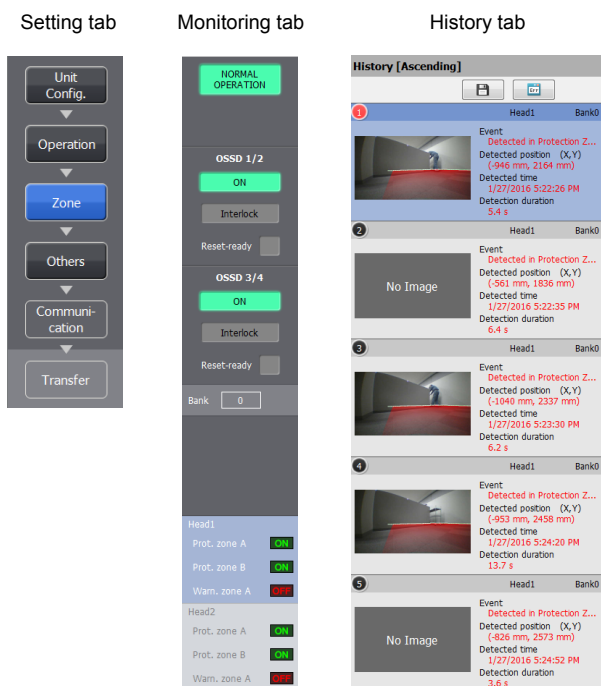 Setting tab
Monitoring tab
History tab
Unit
Config.
Operation
Zone
Others
Communi-
cation
Transfer
NORMAL
OPERATION
OSSD 1/2
ON
Interlock
Reset-ready
OSSD 3/4
ON
Interlock
Reset-ready
Bank 0
Head1
Prot. zone A ON
Prot. zone B ON
Warn. zone A OFF
Head2
Prot. zone A ON
Prot. zone B ON
Warn. zone A OFF
History [Ascending]
1 Head1 Bank0
Event
Detected in Protection Z...
Detected position (X,Y)
(-946 mm, 2164 mm)
Detected time
1/27/2016 5:22:26 PM
Detection duration
5.4 s
2 Head1 Bank0
No Image
Event
Detected in Protection Z...
Detected position (X,Y)
(-561 mm, 1836 mm)
Detected time
1/27/2016 5:22:35 PM
Detection duration
6.4 s
3 Head1 Bank0
Event
Detected in Protection Z...
Detected position (X,Y)
(-1040 mm, 2337 mm)
Detected time
1/27/2016 5:23:30 PM
Detection duration
6.2 s
4 Head1 Bank0
Event
Detected in Protection Z...
Detected position (X,Y)
(-953 mm, 2458 mm)
Detected time
1/27/2016 5:24:20 PM
Detection duration
13.7 s
5 Head1 Bank0
No Image
Event
Detected in Protection Z...
Detected position (X,Y)
(-826 mm, 2573 mm)
Detected time
1/27/2016 5:24:52 PM
Detection duration
3.6 s